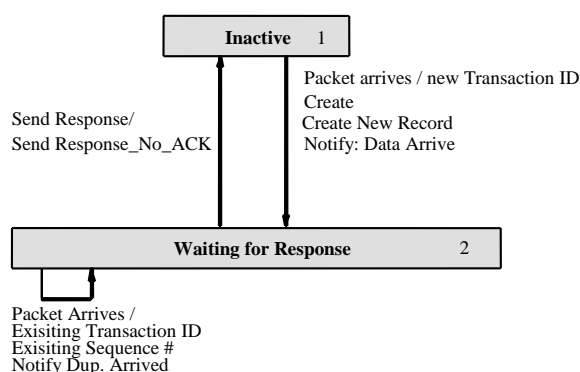 Inactive 1
Packet arrives / new Transaction ID
Create
Create New Record
Notify: Data Arrive
Send Response/
Send Response_No_ACK
Waiting for Response 2
Packet Arrives /
Exisiting Transaction ID
Exisiting Sequence #
Notify Dup. Arrived